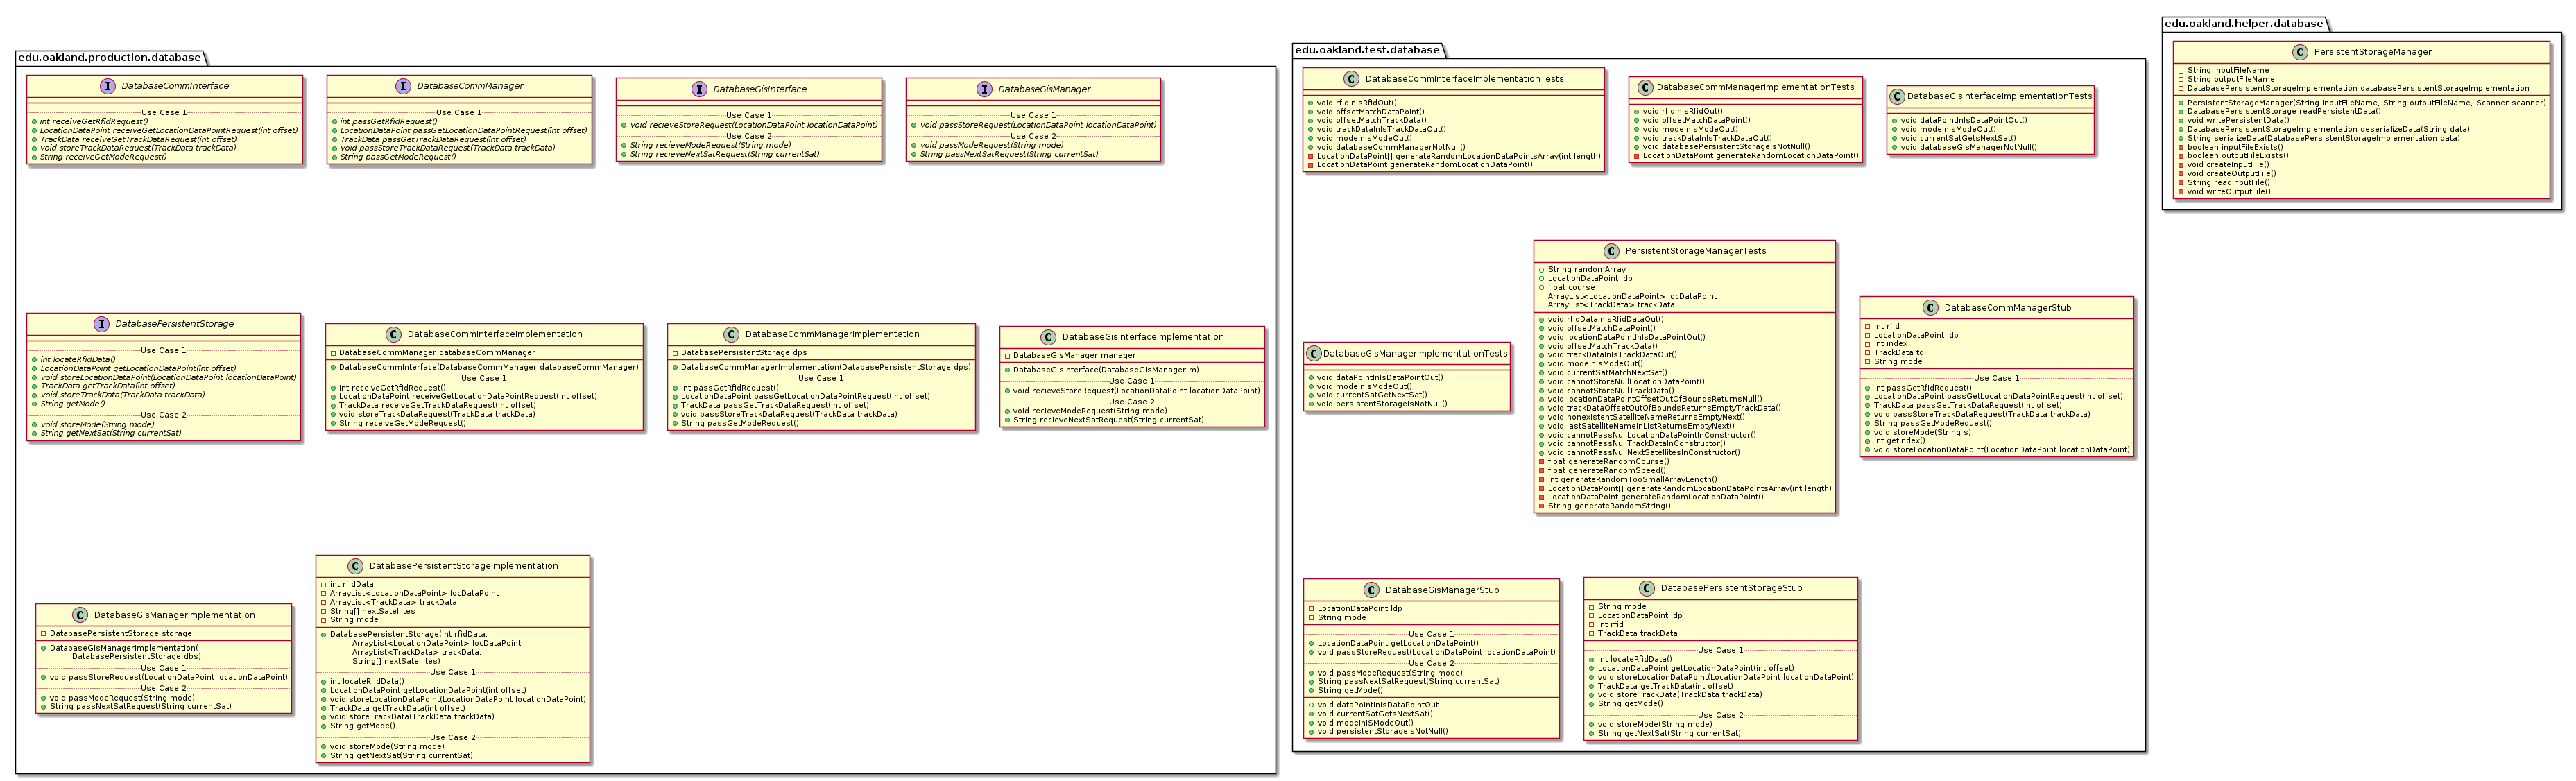 edu.oakland.production.database
I DatabaseCommInterface
Use Case 1
int receiveGetRfidRequest()
LocationDataPoint receiveGetLocationDataPointRequest(int offset)
TrackData receiveGetTrackDataRequest(int offset)
void storeTrackDataRequest(TrackData trackData)
String receiveGetModeRequest()
I DatabaseCommManager
Use Case 1
int passGetRfidRequest()
LocationDataPoint passGetLocationDataPointRequest(int offset)
TrackData passGetTrackDataRequest(int offset)
void passStoreTrackDataRequest(TrackData trackData)
String passGetModeRequest()
I DatabaseGisInterface
Use Case 1
void recieveStoreRequest(LocationDataPoint locationDataPoint)
Use Case 2
String recieveModeRequest(String mode)
String recieveNextSatRequest(String currentSat)
I DatabaseGisManager
Use Case 1
void passStoreRequest(LocationDataPoint locationDataPoint)
Use Case 2
void passModeRequest(String mode)
String passNextSatRequest(String currentSat)
I DatabasePersistentStorage
Use Case 1
int locateRfidData()
LocationDataPoint getLocationDataPoint(int offset)
void storeLocationDataPoint(LocationDataPoint locationDataPoint)
TrackData getTrackData(int offset)
void storeTrackData(TrackData trackData)
String getMode()
Use Case 2
void storeMode(String mode)
String getNextSat(String currentSat)
C DatabaseCommInterfaceImplementation
DatabaseCommManager databaseCommManager
DatabaseCommInterface(DatabaseCommManager databaseCommManager)
Use Case 1
int receiveGetRfidRequest()
LocationDataPoint receiveGetLocationDataPointRequest(int offset)
TrackData receiveGetTrackDataRequest(int offset)
void storeTrackDataRequest(TrackData trackData)
String receiveGetModeRequest()
C DatabaseCommManagerImplementation
DatabasePersistentStorage dps
DatabaseCommManagerImplementation(DatabasePersistentStorage dps)
Use Case 1
int passGetRfidRequest()
LocationDataPoint passGetLocationDataPointRequest(int offset)
TrackData passGetTrackDataRequest(int offset)
void passStoreTrackDataRequest(TrackData trackData)
String passGetModeRequest()
C DatabaseGisInterfaceImplementation
DatabaseGisManager manager
DatabaseGisInterface(DatabaseGisManager m)
Use Case 1
void recieveStoreRequest(LocationDataPoint locationDataPoint)
Use Case 2
void recieveModeRequest(String mode)
String recieveNextSatRequest(String currentSat)
C DatabaseGisManagerImplementation
DatabasePersistentStorage storage
DatabaseGisManagerImplementation(
DatabasePersistentStorage dbs)
Use Case 1
void passStoreRequest(LocationDataPoint locationDataPoint)
Use Case 2
void passModeRequest(String mode)
String passNextSatRequest(String currentSat)
C DatabasePersistentStorageImplementation
int rfidData
ArrayList<LocationDataPoint> locDataPoint
ArrayList<TrackData> trackData
String[] nextSatellites
String mode
DatabasePersistentStorage(int rfidData,
ArrayList<LocationDataPoint> locDataPoint,
ArrayList<TrackData> trackData,
String[] nextSatellites)
Use Case 1
int locateRfidData()
LocationDataPoint getLocationDataPoint(int offset)
void storeLocationDataPoint(LocationDataPoint locationDataPoint)
TrackData getTrackData(int offset)
void storeTrackData(TrackData trackData)
String getMode()
Use Case 2
void storeMode(String mode)
String getNextSat(String currentSat)
edu.oakland.test.database
C DatabaseCommInterfaceImplementationTests
void rfidInIsRfidOut()
void offsetMatchDataPoint()
void offsetMatchTrackData()
void trackDataInIsTrackDataOut()
void modeInIsModeOut()
void databaseCommManagerNotNull()
LocationDataPoint[] generateRandomLocationDataPointsArray(int length)
LocationDataPoint generateRandomLocationDataPoint()
C DatabaseCommManagerImplementationTests
void rfidInIsRfidOut()
void offsetMatchDataPoint()
void modeInIsModeOut()
void trackDataInIsTrackDataOut()
void databasePersistentStorageIsNotNull()
LocationDataPoint generateRandomLocationDataPoint()
C DatabaseGisInterfaceImplementationTests
void dataPointInIsDataPointOut()
void modeInIsModeOut()
void currentSatGetsNextSat()
void databaseGisManagerNotNull()
C DatabaseGisManagerImplementationTests
void dataPointInIsDataPointOut()
void modeInIsModeOut()
void currentSatGetNextSat()
void persistentStorageIsNotNull()
C PersistentStorageManagerTests
String randomArray
LocationDataPoint ldp
float course
ArrayList<LocationDataPoint> locDataPoint
ArrayList<TrackData> trackData
void rfidDataInIsRfidDataOut()
void offsetMatchDataPoint()
void locationDataPointInIsDataPointOut()
void offsetMatchTrackData()
void trackDataInIsTrackDataOut()
void modeInIsModeOut()
void currentSatMatchNextSat()
void cannotStoreNullLocationDataPoint()
void cannotStoreNullTrackData()
void locationDataPointOffsetOutOfBoundsReturnsNull()
void trackDataOffsetOutOfBoundsReturnsEmptyTrackData()
void nonexistentSatelliteNameReturnsEmptyNext()
void lastSatelliteNameInListReturnsEmptyNext()
void cannotPassNullLocationDataPointInConstructor()
void cannotPassNullTrackDataInConstructor()
void cannotPassNullNextSatellitesInConstructor()
float generateRandomCourse()
float generateRandomSpeed()
int generateRandomTooSmallArrayLength()
LocationDataPoint[] generateRandomLocationDataPointsArray(int length)
LocationDataPoint generateRandomLocationDataPoint()
String generateRandomString()
C DatabaseCommManagerStub
int rfid
LocationDataPoint ldp
int index
TrackData td
String mode
Use Case 1
int passGetRfidRequest()
LocationDataPoint passGetLocationDataPointRequest(int offset)
TrackData passGetTrackDataRequest(int offset)
void passStoreTrackDataRequest(TrackData trackData)
String passGetModeRequest()
void storeMode(String s)
int getIndex()
void storeLocationDataPoint(LocationDataPoint locationDataPoint)
C DatabaseGisManagerStub
LocationDataPoint ldp
String mode
Use Case 1
LocationDataPoint getLocationDataPoint()
void passStoreRequest(LocationDataPoint locationDataPoint)
Use Case 2
void passModeRequest(String mode)
String passNextSatRequest(String currentSat)
String getMode()
void dataPointInIsDataPointOut
void currentSatGetsNextSat()
void modeInISModeOut()
void persistentStorageIsNotNull()
C DatabasePersistentStorageStub
String mode
LocationDataPoint ldp
int rfid
TrackData trackData
Use Case 1
int locateRfidData()
LocationDataPoint getLocationDataPoint(int offset)
void storeLocationDataPoint(LocationDataPoint locationDataPoint)
TrackData getTrackData(int offset)
void storeTrackData(TrackData trackData)
String getMode()
Use Case 2
void storeMode(String mode)
String getNextSat(String currentSat)
edu.oakland.helper.database
C PersistentStorageManager
String inputFileName
String outputFileName
DatabasePersistentStorageImplementation databasePersistentStorageImplementation
PersistentStorageManager(String inputFileName, String outputFileName, Scanner scanner)
DatabasePersistentStorage readPersistentData()
void writePersistentData()
DatabasePersistentStorageImplementation deserializeData(String data)
String serializeData(DatabasePersistentStorageImplementation data)
boolean inputFileExists()
boolean outputFileExists()
void createInputFile()
void createOutputFile()
String readInputFile()
void writeOutputFile()